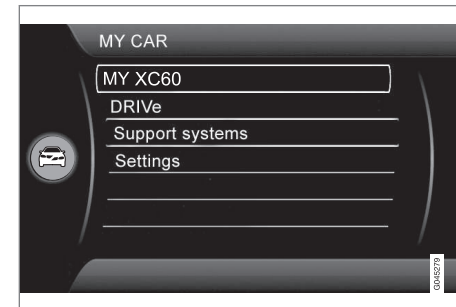 MY CAR
MY XC60
DRIVe
Support systems
Settings
G045279